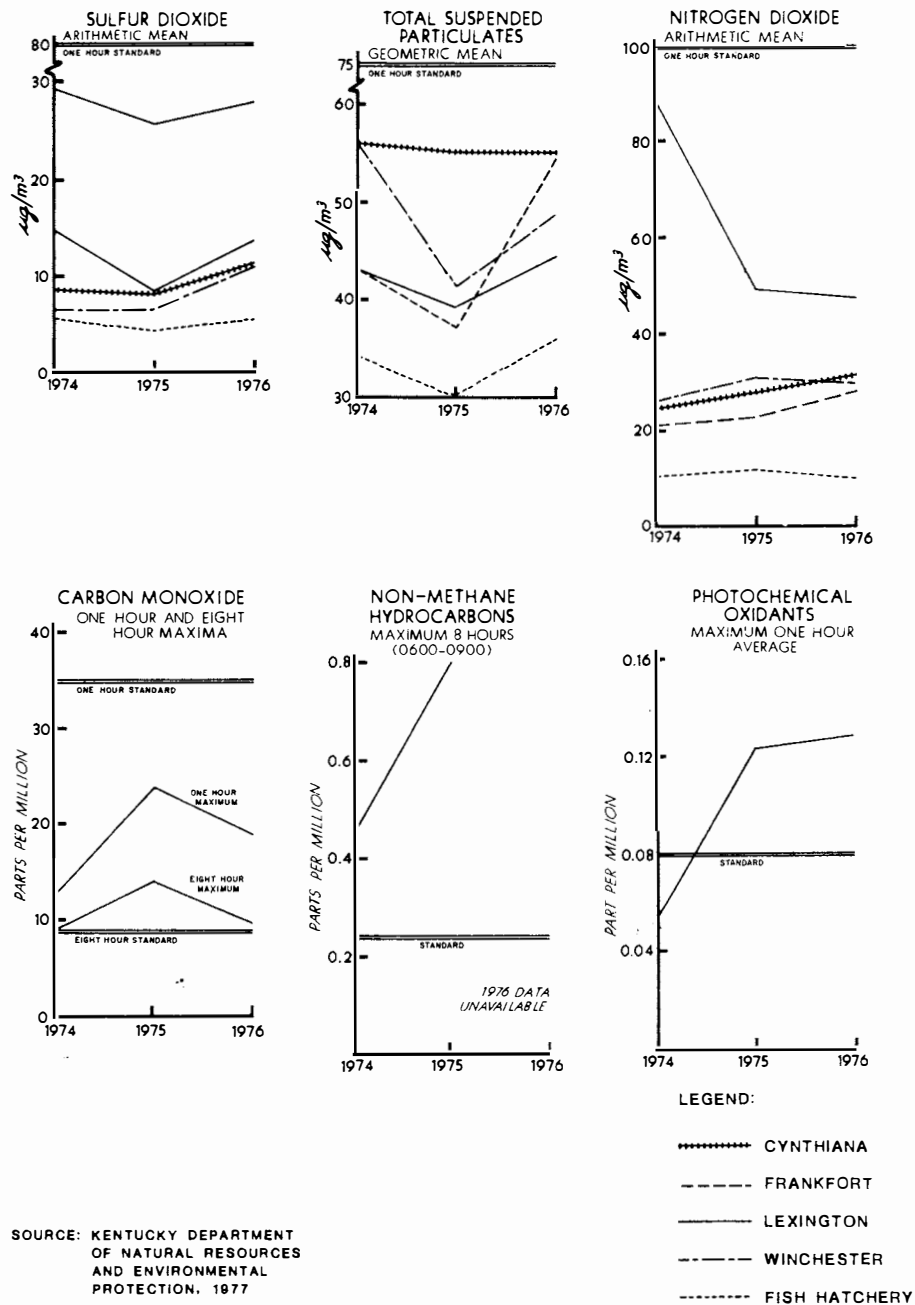 SULFUR DIOXIDE
ARITHMETIC MEAN
80
ONE HOUR STANDARD
30
20
10
0
µg/m³
1974
1975
1976
TOTAL SUSPENDED
PARTICULATES
GEOMETRIC MEAN
75
ONE HOUR STANDARD
60
50
40
30
µg/m³
1974
1975
1976
NITROGEN DIOXIDE
ARITHMETIC MEAN
100
ONE HOUR STANDARD
80
60
40
20
0
µg/m³
1974
1975
1976
CARBON MONOXIDE
ONE HOUR AND EIGHT
HOUR MAXIMA
40
ONE HOUR STANDARD
30
20
10
0
PARTS PER MILLION
ONE HOUR
MAXIMUM
EIGHT HOUR
MAXIMUM
EIGHT HOUR STANDARD
1974
1975
1976
NON-METHANE
HYDROCARBONS
MAXIMUM 8 HOURS
(0600-0900)
0.8
0.6
0.4
0.2
PARTS PER MILLION
STANDARD
1976 DATA
UNAVAILABLE
1974
1975
1976
PHOTOCHEMICAL
OXIDANTS
MAXIMUM ONE HOUR
AVERAGE
0.16
0.12
0.08
0.04
PART PER MILLION
STANDARD
1974
1975
1976
LEGEND:
CYNTHIANA
FRANKFORT
LEXINGTON
WINCHESTER
FISH HATCHERY
SOURCE: KENTUCKY DEPARTMENT
OF NATURAL RESOURCES
AND ENVIRONMENTAL
PROTECTION, 1977